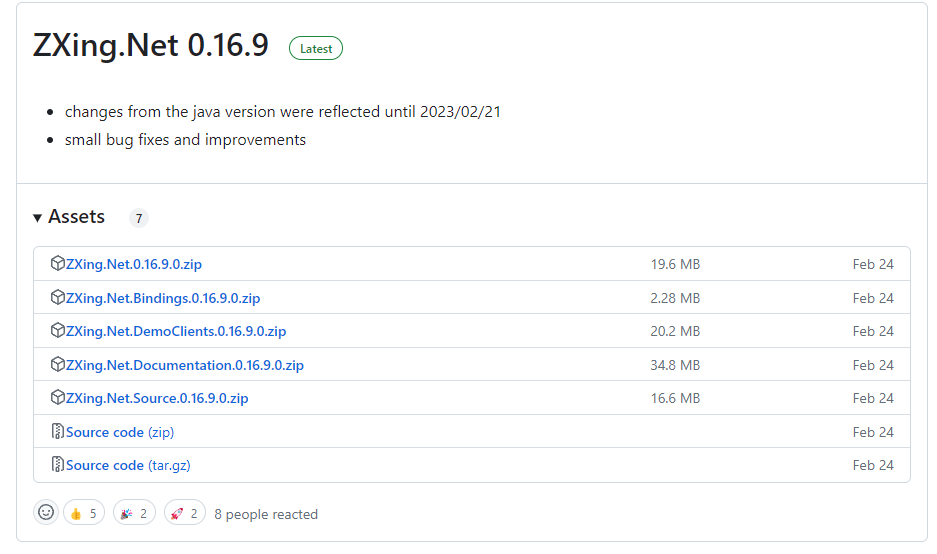 ZXing.Net 0.16.9 Latest
changes from the java version were reflected until 2023/02/21
small bug fixes and improvements
Assets 7
ZXing.Net.0.16.9.0.zip 19.6 MB Feb 24
ZXing.Net.Bindings.0.16.9.0.zip 2.28 MB Feb 24
ZXing.Net.DemoClients.0.16.9.0.zip 20.2 MB Feb 24
ZXing.Net.Documentation.0.16.9.0.zip 34.8 MB Feb 24
ZXing.Net.Source.0.16.9.0.zip 16.6 MB Feb 24
Source code (zip) Feb 24
Source code (tar.gz) Feb 24
5 2 2 8 people reacted